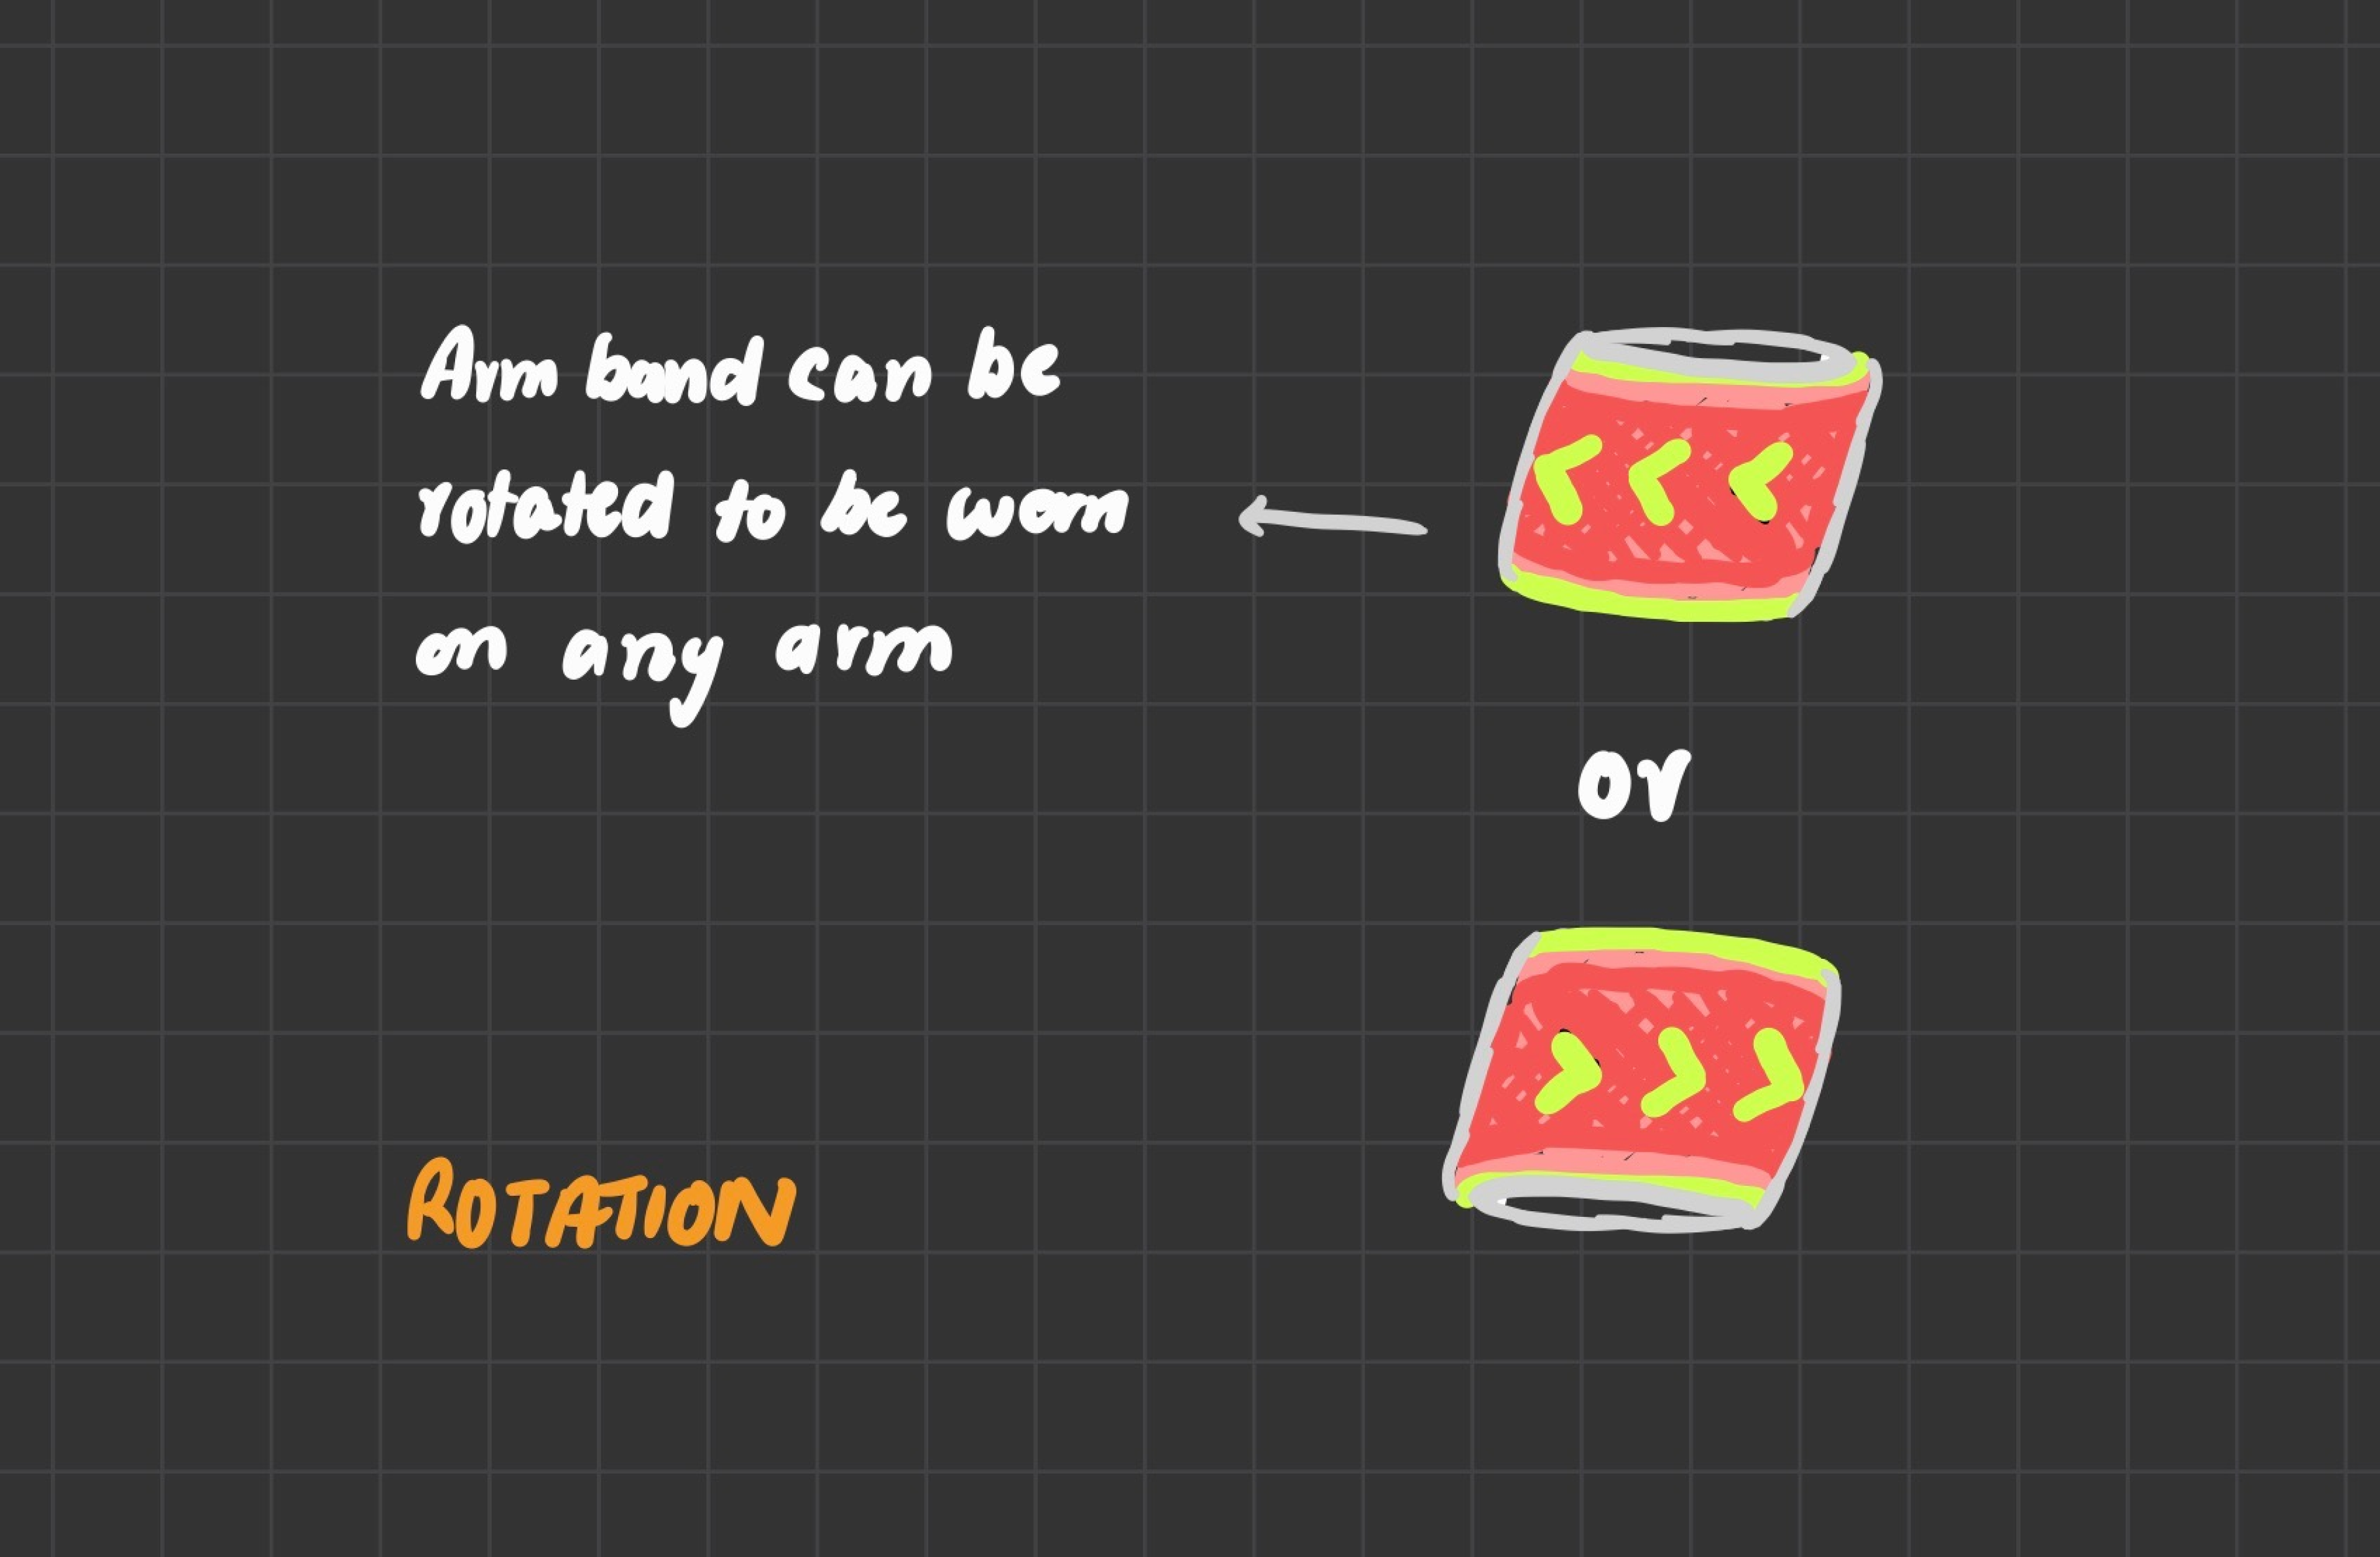 Arm band can be
rotated to be worn
on any arm
or
ROTATION